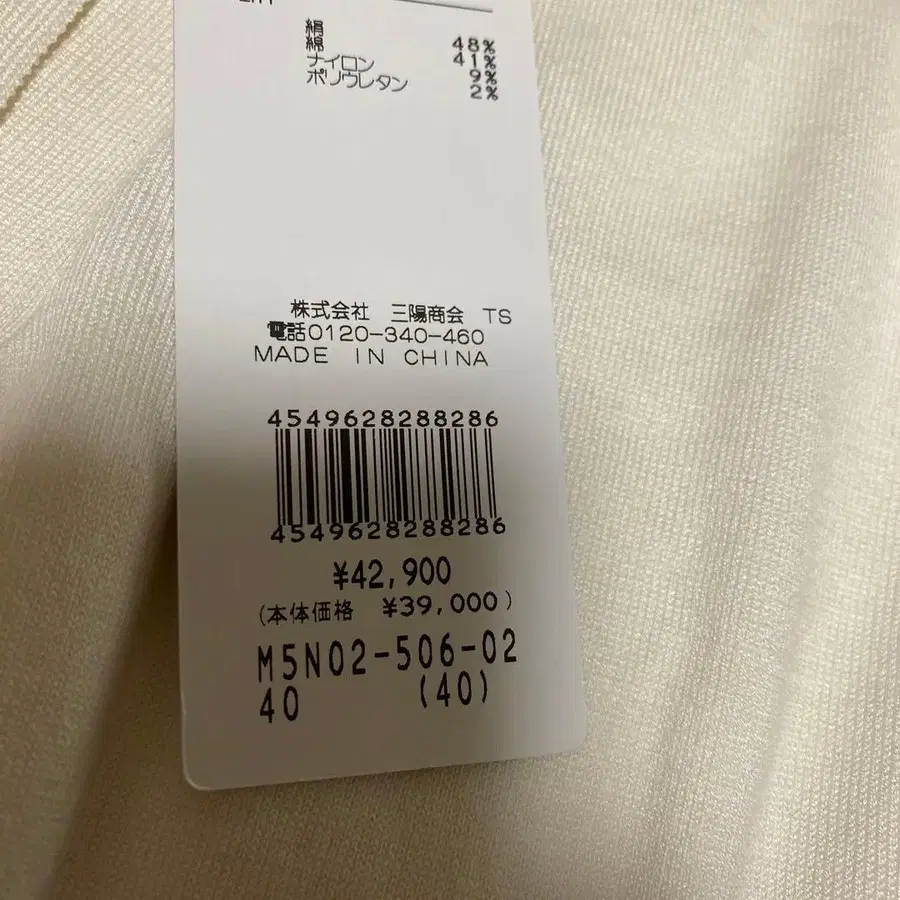 絹 48%
綿 41%
ナイロン 9%
ポリウレタン 2%
株式会社 三陽商会 TS
電話0120-340-460
MADE IN CHINA
4549628288286
4549628288286
¥42,900
(本体価格 ¥39,000)
M5N02-506-02
40 (40)